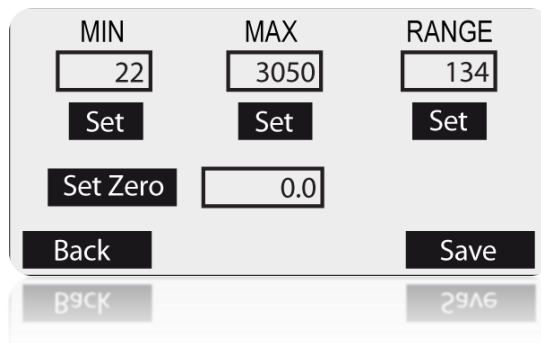 MIN MAX RANGE
22 3050 134
Set Set Set
Set Zero 0.0
Back Save